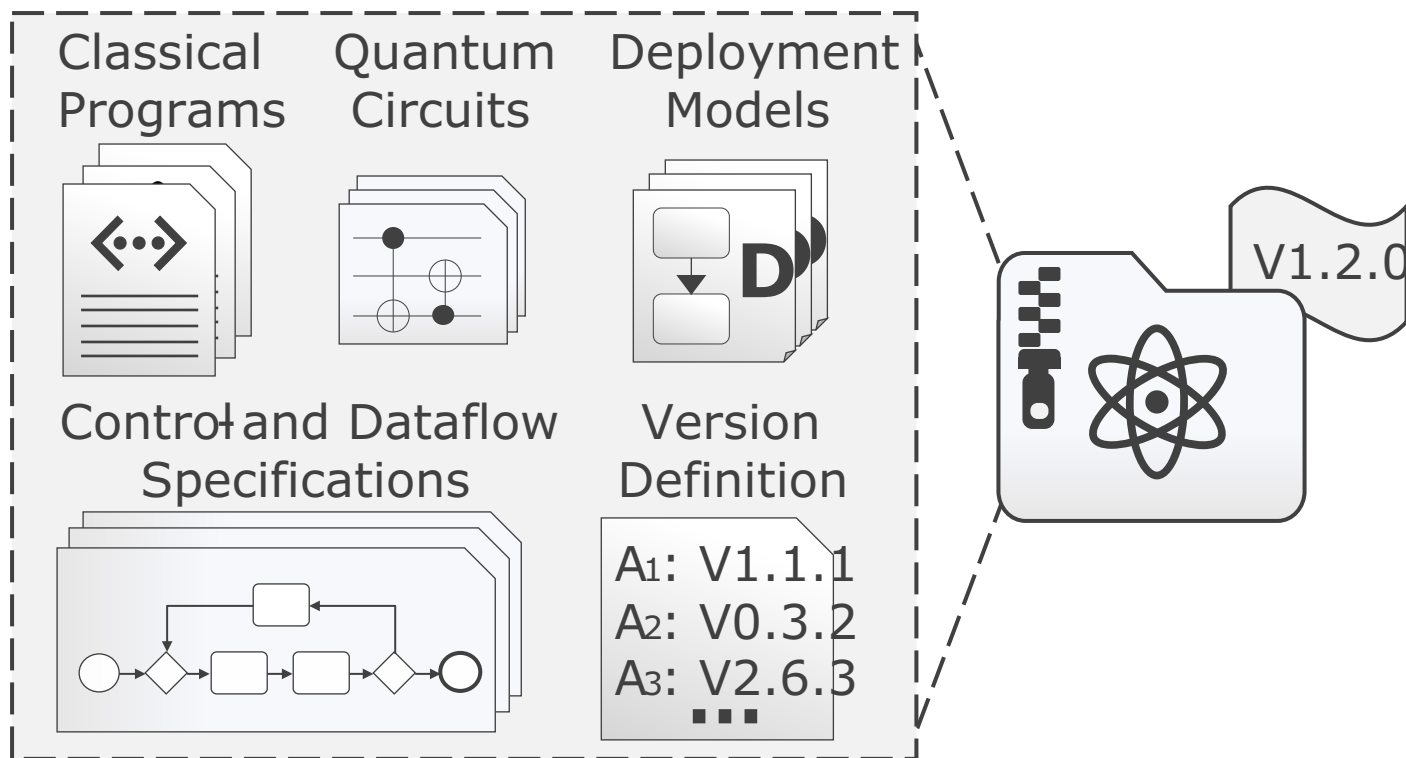 Classical
Programs
Quantum
Circuits
Deployment
Models
D
Control- and Dataflow
Specifications
Version
Definition
A1: V1.1.1
A2: V0.3.2
A3: V2.6.3
...
V1.2.0